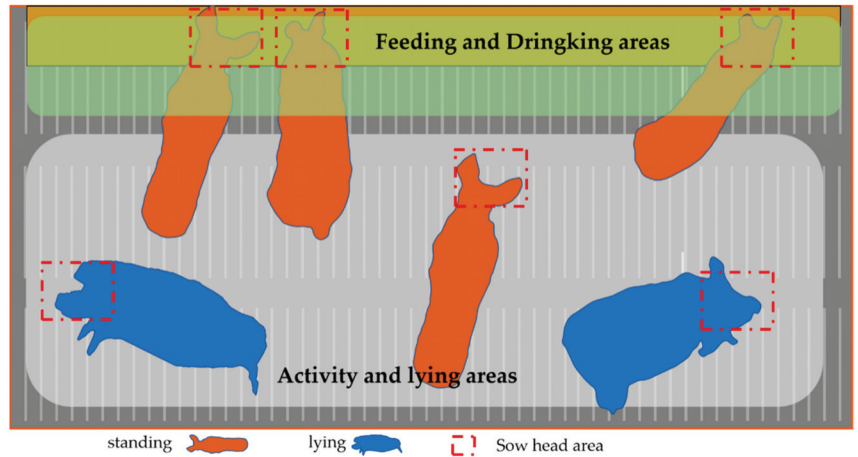 Feeding and Dringking areas
Activity and lying areas
standing
lying
Sow head area